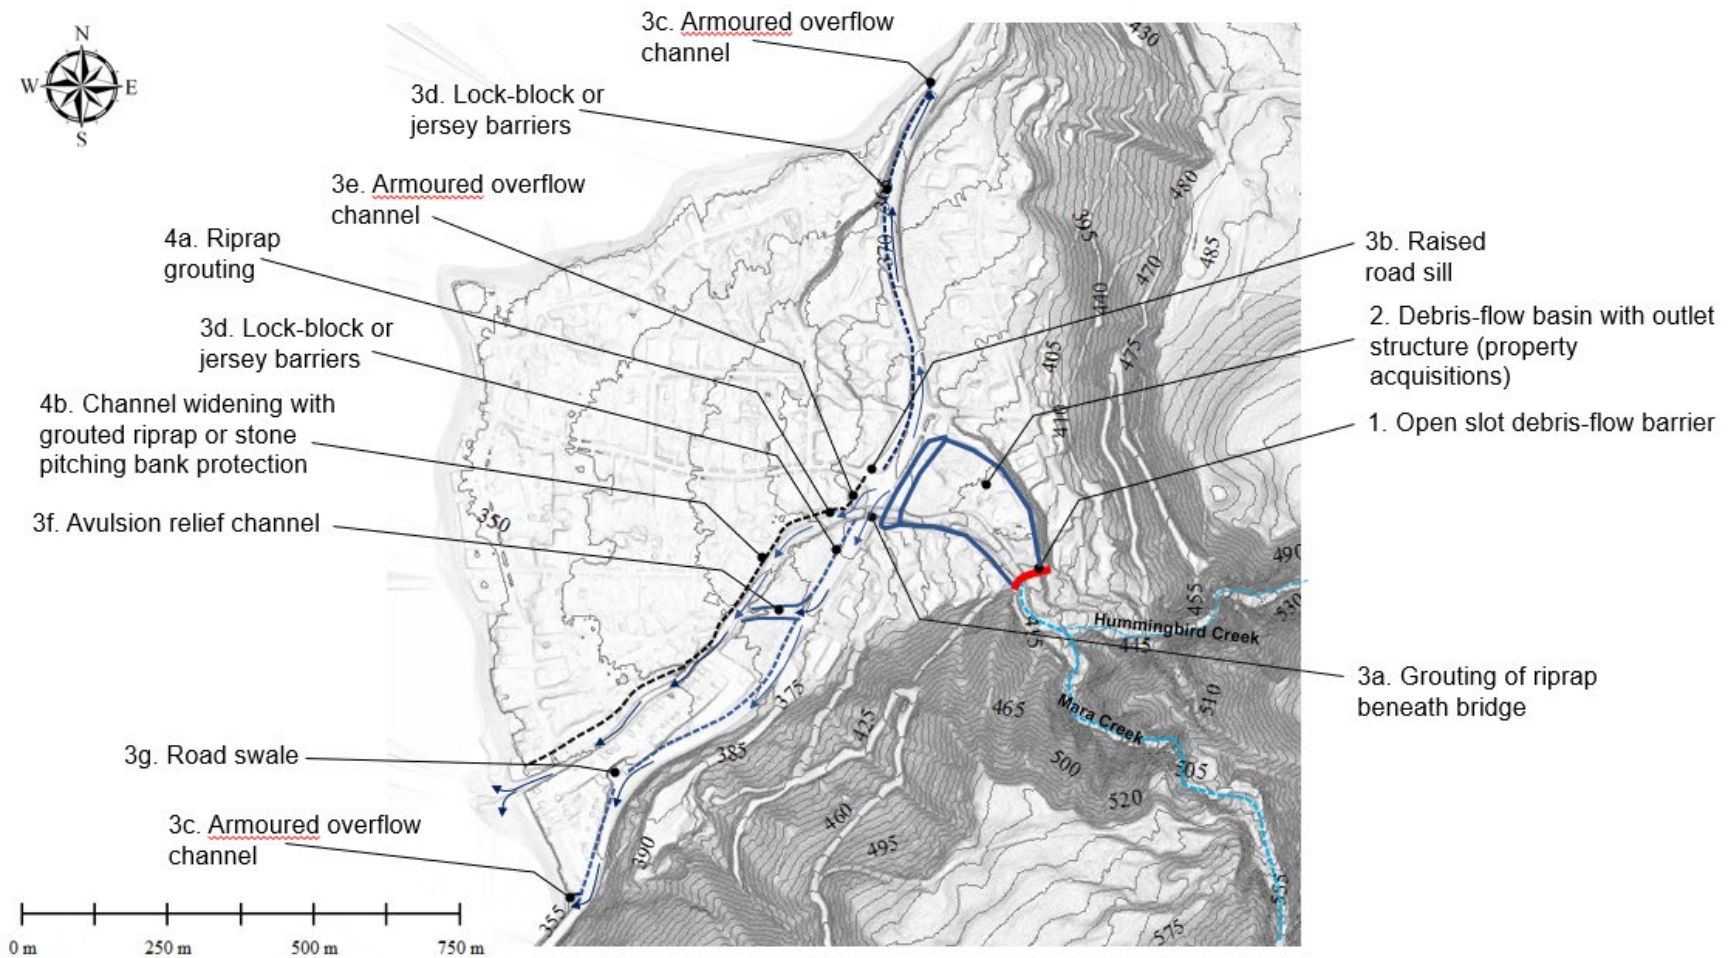 3c. Armoured overflow
channel
N
W
E
S
3d. Lock-block or
jersey barriers
3e. Armoured overflow
channel
4a. Riprap
grouting
3d. Lock-block or
jersey barriers
4b. Channel widening with
grouted riprap or stone
pitching bank protection
3f. Avulsion relief channel
3g. Road swale
3c. Armoured overflow
channel
3b. Raised
road sill
2. Debris-flow basin with outlet
structure (property
acquisitions)
1. Open slot debris-flow barrier
3a. Grouting of riprap
beneath bridge
Hummingbird Creek
Mara Creek
430
480
395
485
470
440
475
405
410
370
350
490
455
530
445
510
465
375
425
385
500
505
520
460
495
390
355
575
0 m
250 m
500 m
750 m